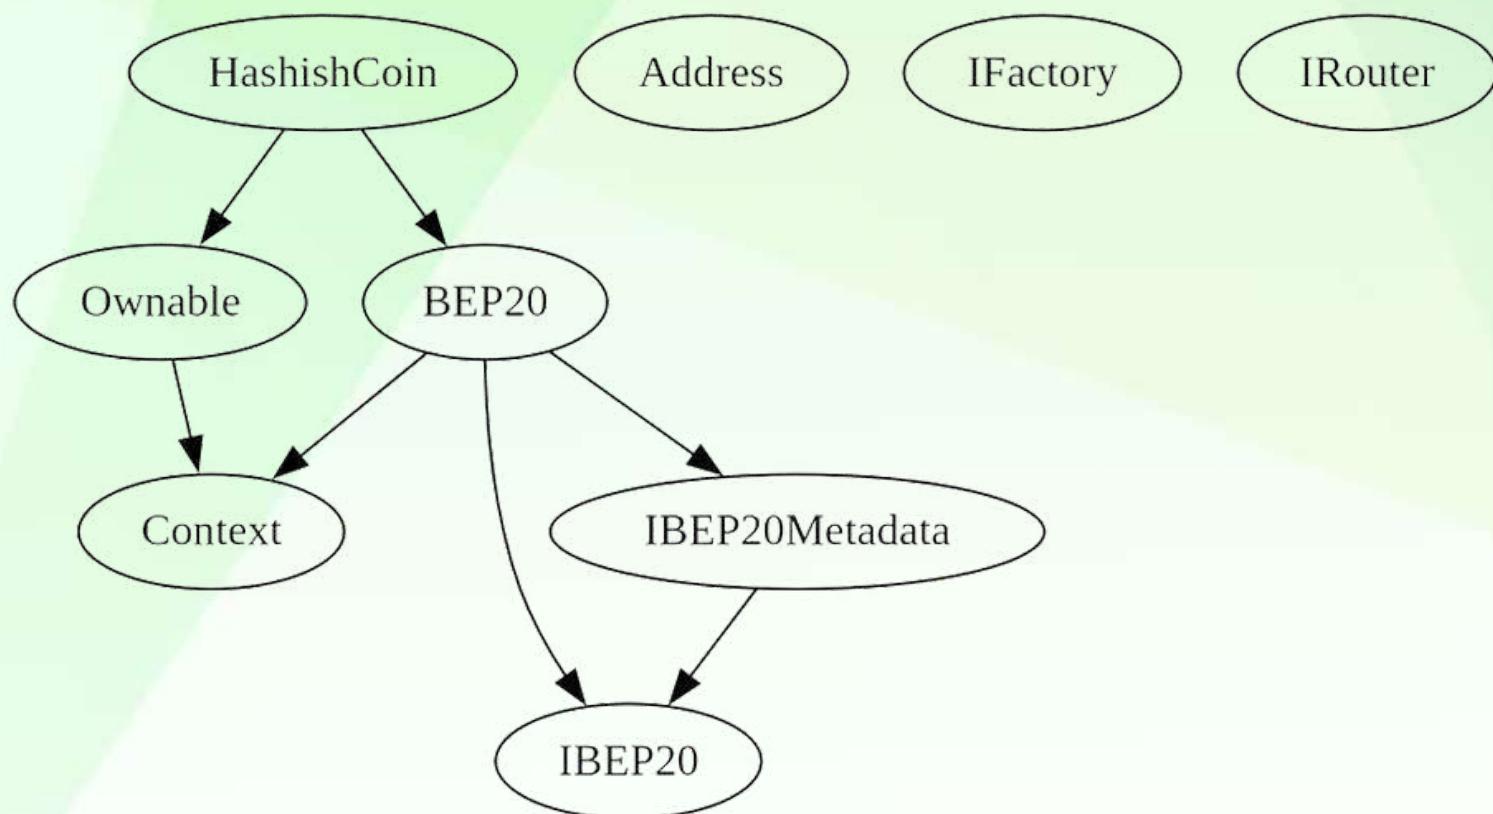 HashishCoin
Address
IFactory
IRouter
Ownable
BEP20
Context
IBEP20Metadata
IBEP20